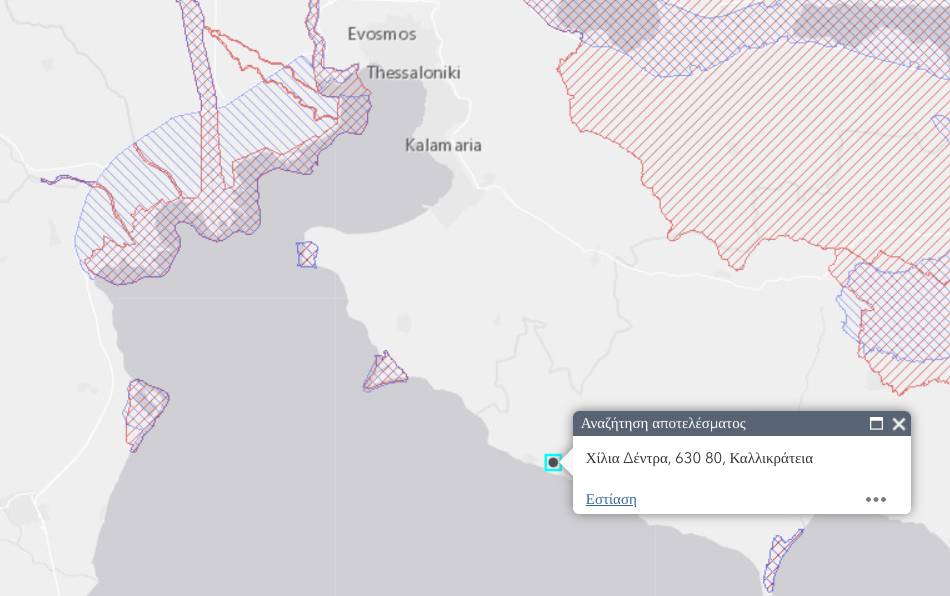 Evosmos
Thessaloniki
Kalamaria
Αναζήτηση αποτελέσματος
Χίλια Δέντρα, 630 80, Καλλικράτεια
Εστίαση